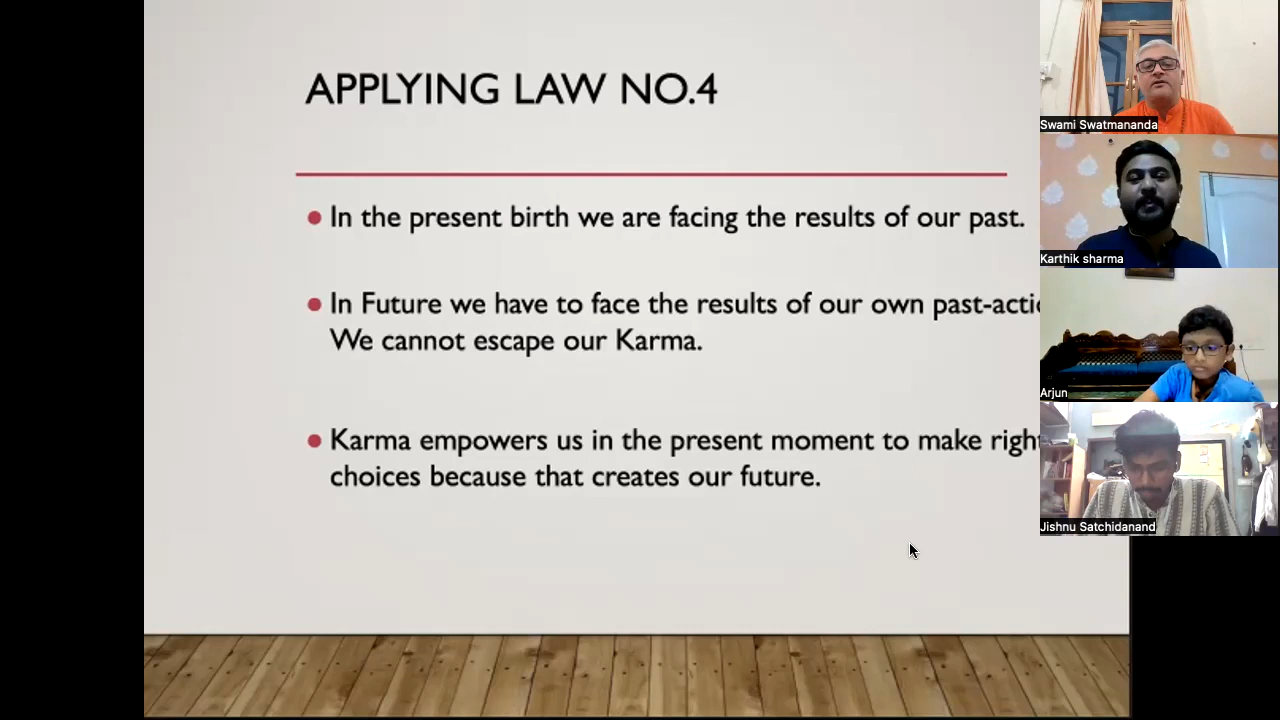 APPLYING LAW NO.4
In the present birth we are facing the results of our past.
In Future we have to face the results of our own past-actio
We cannot escape our Karma.
Karma empowers us in the present moment to make right
choices because that creates our future.
Swami Swatmananda
Karthik sharma
Arjun
Jishnu Satchidanand